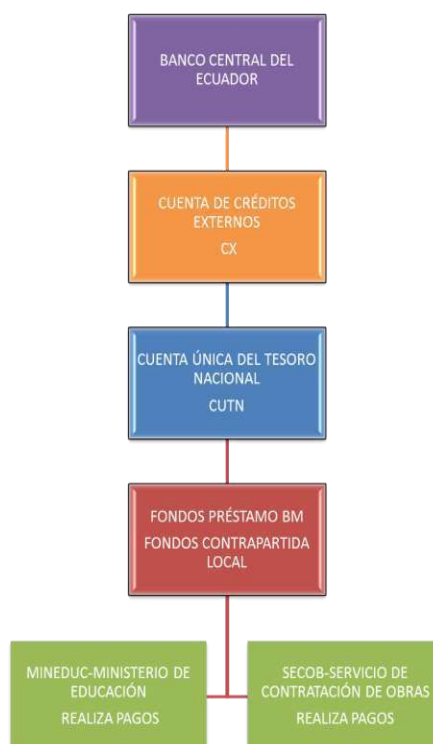 BANCO CENTRAL DEL
ECUADOR
CUENTA DE CRÉDITOS
EXTERNOS
CX
CUENTA ÚNICA DEL TESORO
NACIONAL
CUTN
FONDOS PRÉSTAMO BM
FONDOS CONTRAPARTIDA
LOCAL
MINEDUC-MINISTERIO DE
EDUCACIÓN
REALIZA PAGOS
SECOB-SERVICIO DE
CONTRATACIÓN DE OBRAS
REALIZA PAGOS